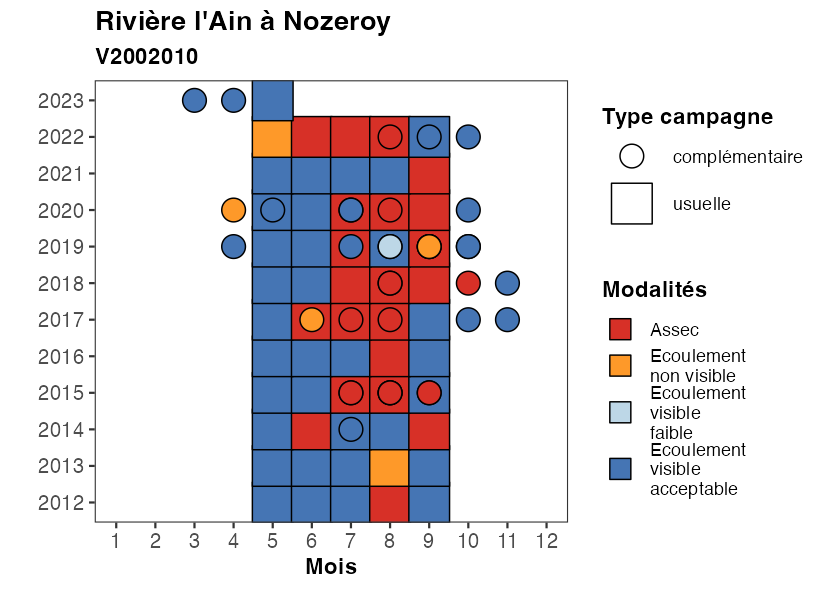 Rivière l'Ain à Nozeroy
V2002010
2023
2022
2021
2020
2019
2018
2017
2016
2015
2014
2013
2012
1 2 3 4 5 6 7 8 9 10 11 12
Mois
Type campagne
complémentaire
usuelle
Modalités
Assec
Ecoulement
non visible
Ecoulement
visible
faible
Ecoulement
visible
acceptable